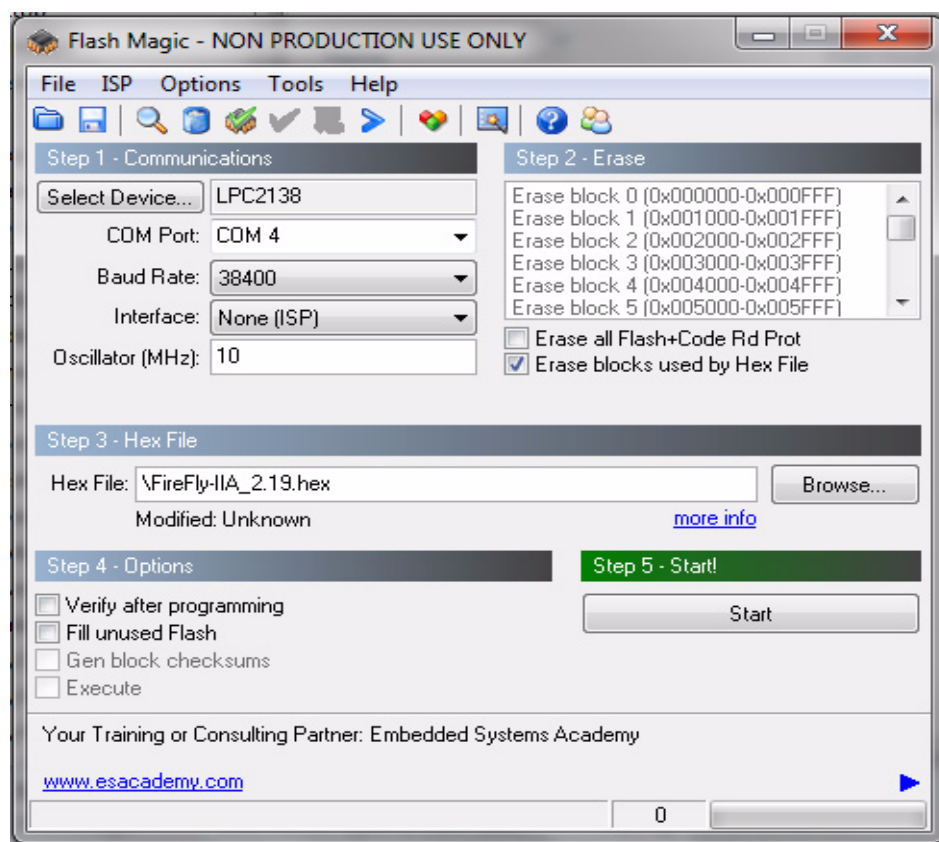 Flash Magic - NON PRODUCTION USE ONLY
File ISP Options Tools Help
Step 1 - Communications
Select Device... LPC2138
COM Port: COM 4
Baud Rate: 38400
Interface: None (ISP)
Oscillator (MHz): 10
Step 2 - Erase
Erase block 0 (0x000000-0x000FFF)
Erase block 1 (0x001000-0x001FFF)
Erase block 2 (0x002000-0x002FFF)
Erase block 3 (0x003000-0x003FFF)
Erase block 4 (0x004000-0x004FFF)
Erase block 5 (0x005000-0x005FFF)
Erase all Flash+Code Rd Prot
Erase blocks used by Hex File
Step 3 - Hex File
Hex File: \FireFly-IIA_2.19.hex Browse...
Modified: Unknown more info
Step 4 - Options
Verify after programming
Fill unused Flash
Gen block checksums
Execute
Step 5 - Start!
Start
Your Training or Consulting Partner: Embedded Systems Academy
www.esacademy.com
0